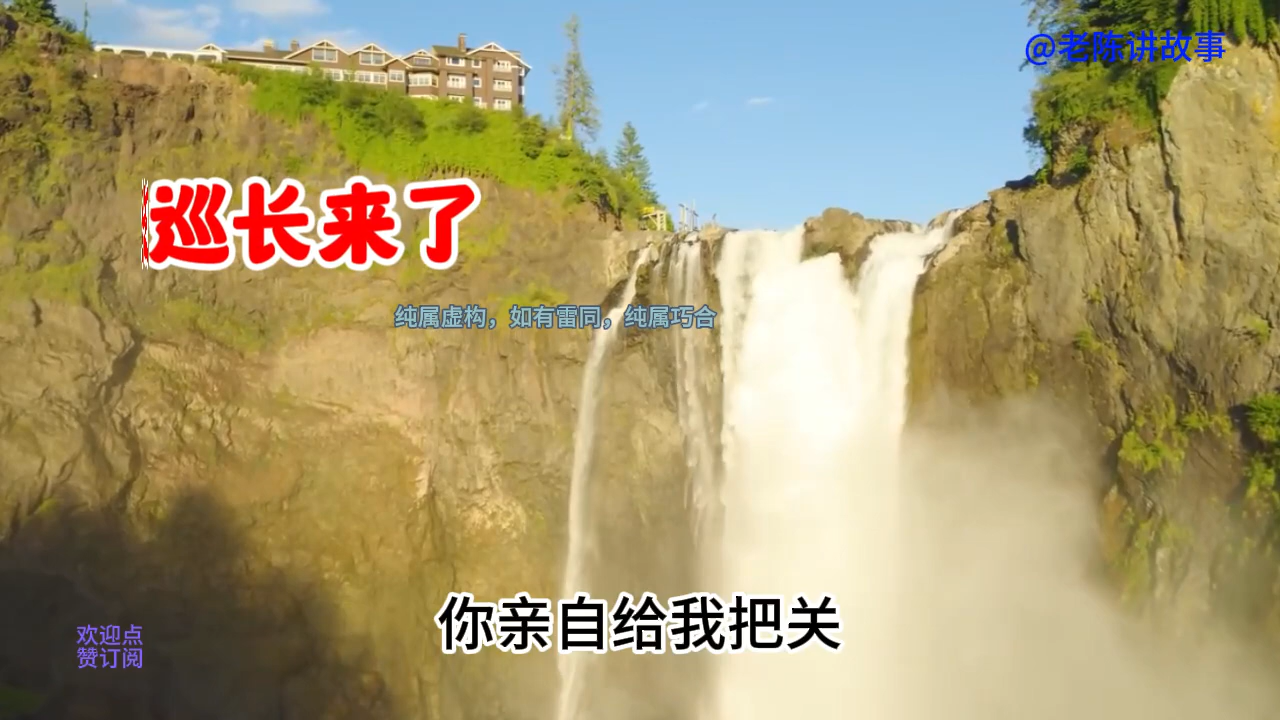 @老陈讲故事
巡长来了
纯属虚构，如有雷同，纯属巧合
你亲自给我把关
欢迎点
赞订阅